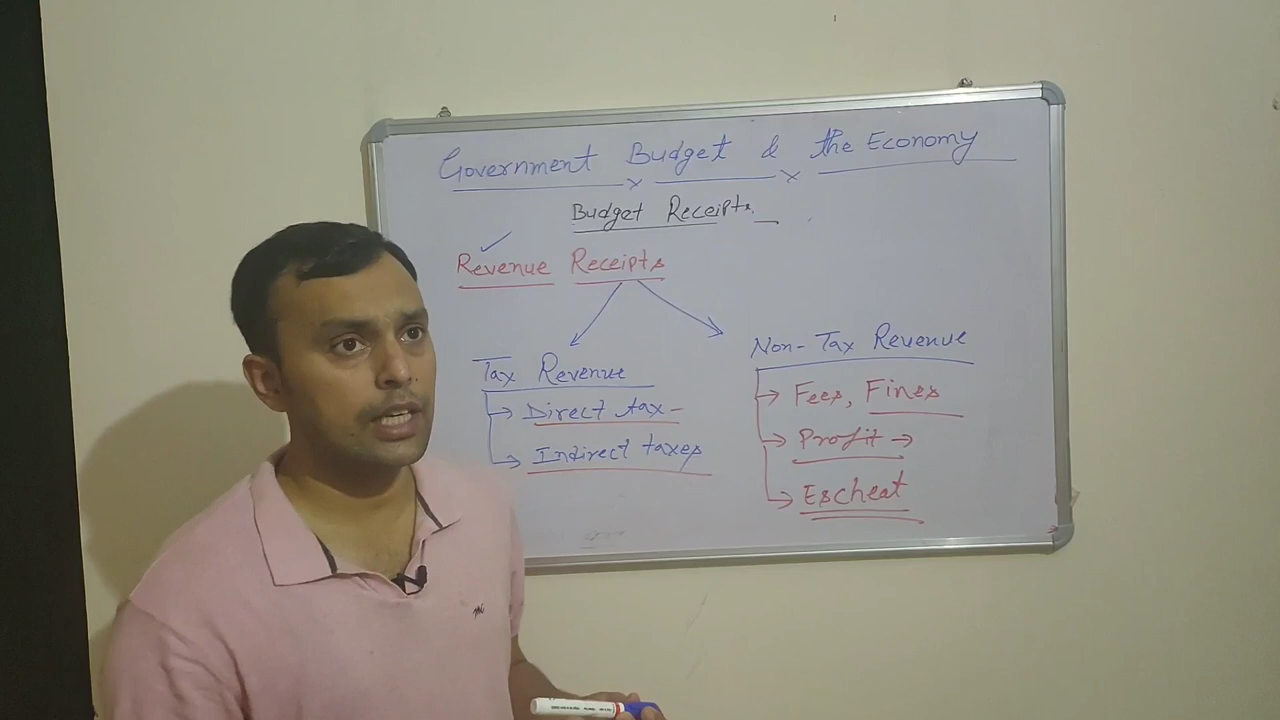 Government Budget & the Economy
Budget Receipts
Revenue Receipts
Tax Revenue
Direct tax -
Indirect taxes
Non-Tax Revenue
Fees, Fines
Profit →
Escheat